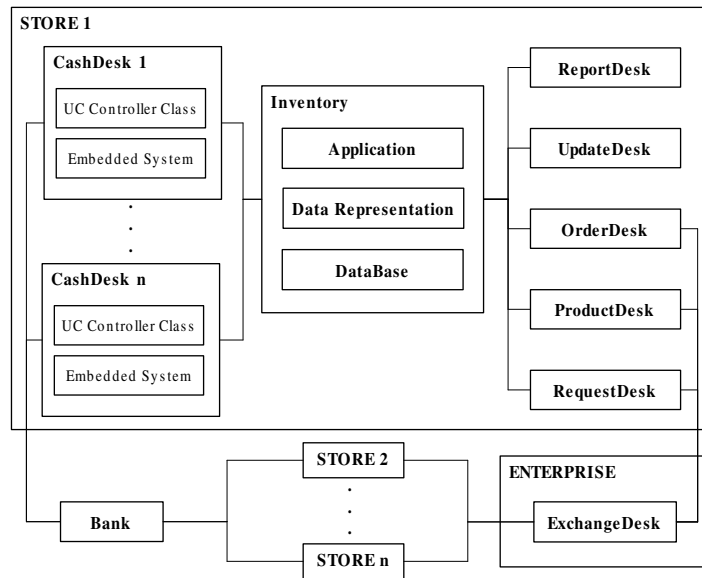 STORE 1
CashDesk 1
UC Controller Class
Embedded System
CashDesk n
UC Controller Class
Embedded System
Inventory
Application
Data Representation
DataBase
ReportDesk
UpdateDesk
OrderDesk
ProductDesk
RequestDesk
Bank
STORE 2
STORE n
ENTERPRISE
ExchangeDesk